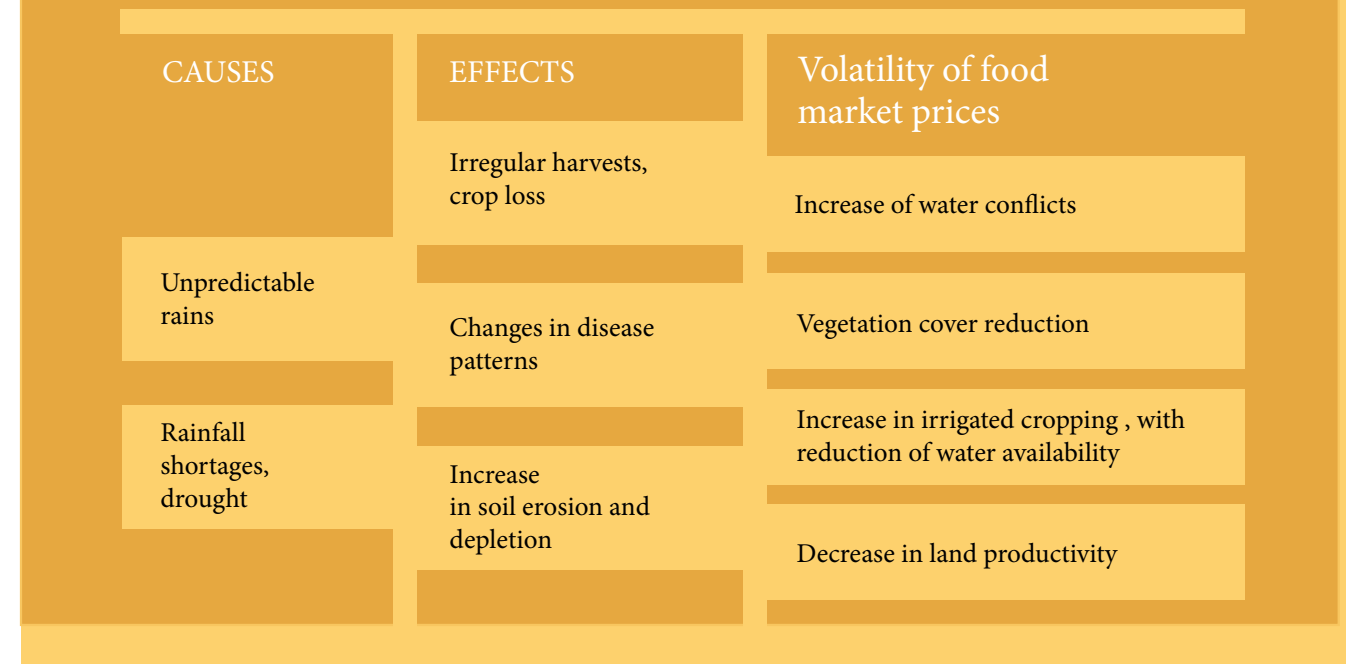 CAUSES
Unpredictable
rains
Rainfall
shortages,
drought
EFFECTS
Irregular harvests,
crop loss
Changes in disease
patterns
Increase
in soil erosion and
depletion
Volatility of food
market prices
Increase of water conflicts
Vegetation cover reduction
Increase in irrigated cropping , with
reduction of water availability
Decrease in land productivity